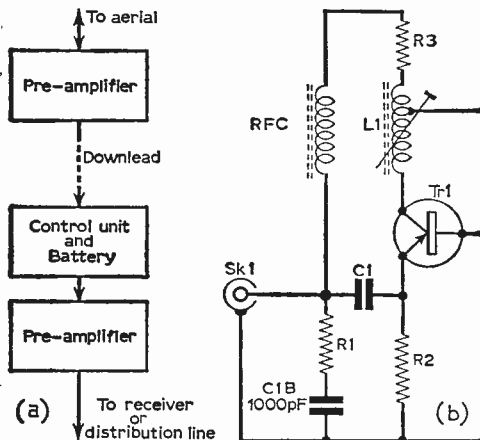 To aerial
Pre-amplifier
Downlead
Control unit
and
Battery
Pre-amplifier
(a)
To receiver
or
distribution line
R3
RFC
L1
Tr1
Sk1
C1
R1
R2
C1B
1000pF
(b)